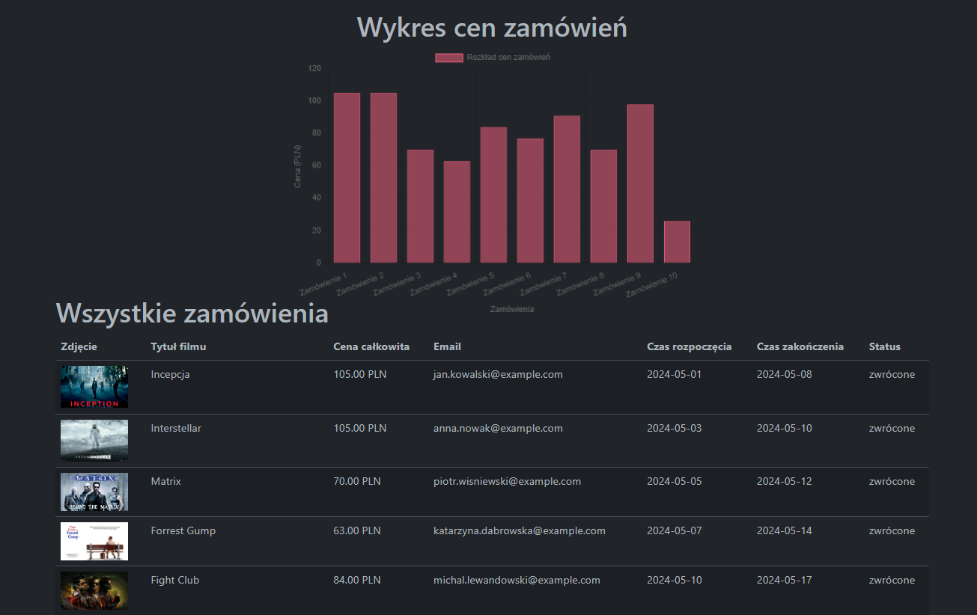 Wykres cen zamówień
Rozkład cen zamówień
120
100
80
60
40
20
0
Cena (PLN)
Zamówienie 1
Zamówienie 2
Zamówienie 3
Zamówienie 4
Zamówienie 5
Zamówienie 6
Zamówienie 7
Zamówienie 8
Zamówienie 9
Zamówienie 10
Zamówienia
Wszystkie zamówienia
Zdjęcie Tytuł filmu Cena całkowita Email Czas rozpoczęcia Czas zakończenia Status
INCEPTION
Incepcja 105.00 PLN jan.kowalski@example.com 2024-05-01 2024-05-08 zwrócone
Interstellar 105.00 PLN anna.nowak@example.com 2024-05-03 2024-05-10 zwrócone
MATRIX
Matrix 70.00 PLN piotr.wisniewski@example.com 2024-05-05 2024-05-12 zwrócone
Forrest
Gump
Forrest Gump 63.00 PLN katarzyna.dabrowska@example.com 2024-05-07 2024-05-14 zwrócone
Fight Club 84.00 PLN michal.lewandowski@example.com 2024-05-10 2024-05-17 zwrócone